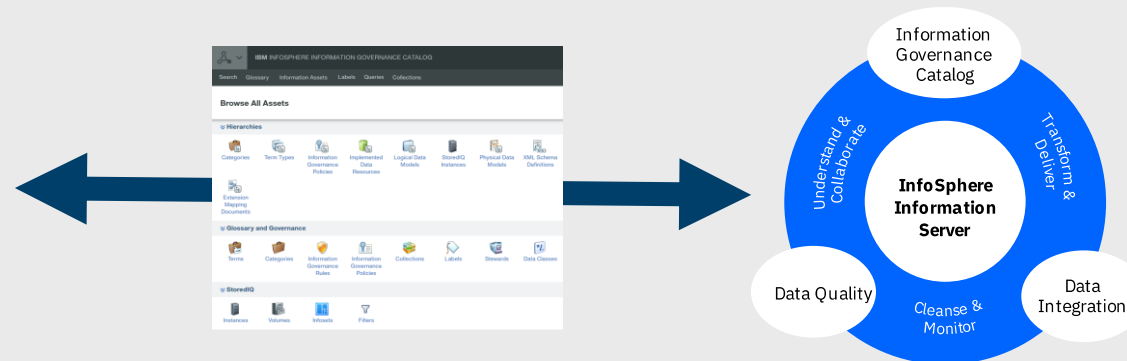 IBM INFOSPHERE INFORMATION GOVERNANCE CATALOG
Search Glossary Information Assets Labels Queries Collections
Browse All Assets
Hierarchies
Categories Term Types Information Governance Policies Implemented Data Resources Logical Data Models StoredIQ Instances Physical Data Models XML Schema Definitions
Extension Mapping Documents
Glossary and Governance
Terms Categories Information Governance Rules Information Governance Policies Collections Labels Stewards Data Classes
StoredIQ
Instances Volumes Infosets Filters
Information
Governance
Catalog
Understand &
Collaborate
Transform &
Deliver
InfoSphere
Information
Server
Data Quality
Cleanse &
Monitor
Data
Integration